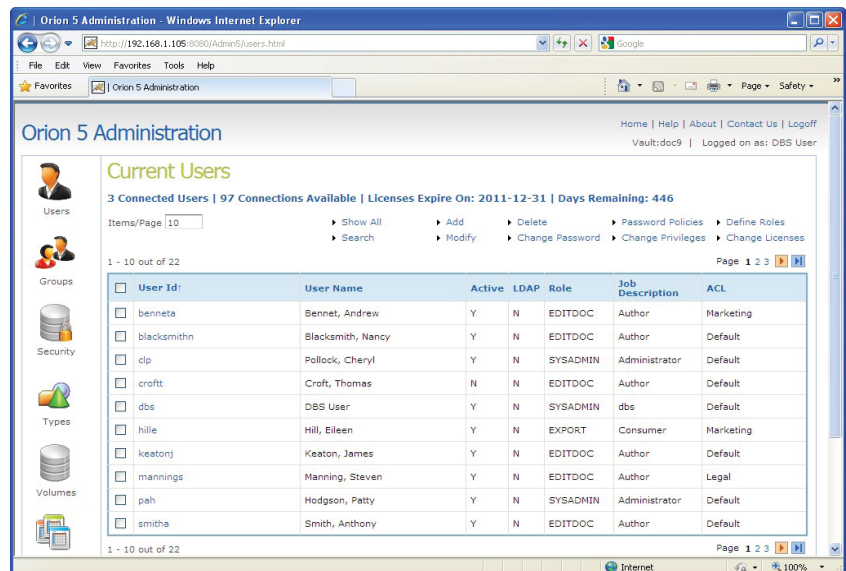 Orion 5 Administration - Windows Internet Explorer
http://192.168.1.105:8080/Admin5/users.html
Google
File Edit View Favorites Tools Help
Favorites | Orion 5 Administration
Page Safety »
Orion 5 Administration
Home | Help | About | Contact Us | Logoff
Vault:doc9 | Logged on as: DBS User
Current Users
3 Connected Users | 97 Connections Available | Licenses Expire On: 2011-12-31 | Days Remaining: 446
Items/Page 10
Show All Add Delete Password Policies Define Roles
Search Modify Change Password Change Privileges Change Licenses
1 - 10 out of 22
Page 1 2 3
User Id↑ User Name Active LDAP Role Job Description ACL
benneta Bennet, Andrew Y N EDITDOC Author Marketing
blacksmithn Blacksmith, Nancy Y N EDITDOC Author Default
clp Pollock, Cheryl Y N SYSADMIN Administrator Default
croftt Croft, Thomas N N EDITDOC Author Default
dbs DBS User Y N SYSADMIN dbs Default
hille Hill, Eileen Y N EXPORT Consumer Marketing
keatonj Keaton, James Y N EDITDOC Author Default
mannings Manning, Steven Y N EDITDOC Author Legal
pah Hodgson, Patty Y N SYSADMIN Administrator Default
smitha Smith, Anthony Y N EDITDOC Author Default
1 - 10 out of 22
Page 1 2 3
Users
Groups
Security
Types
Volumes
Internet
100%